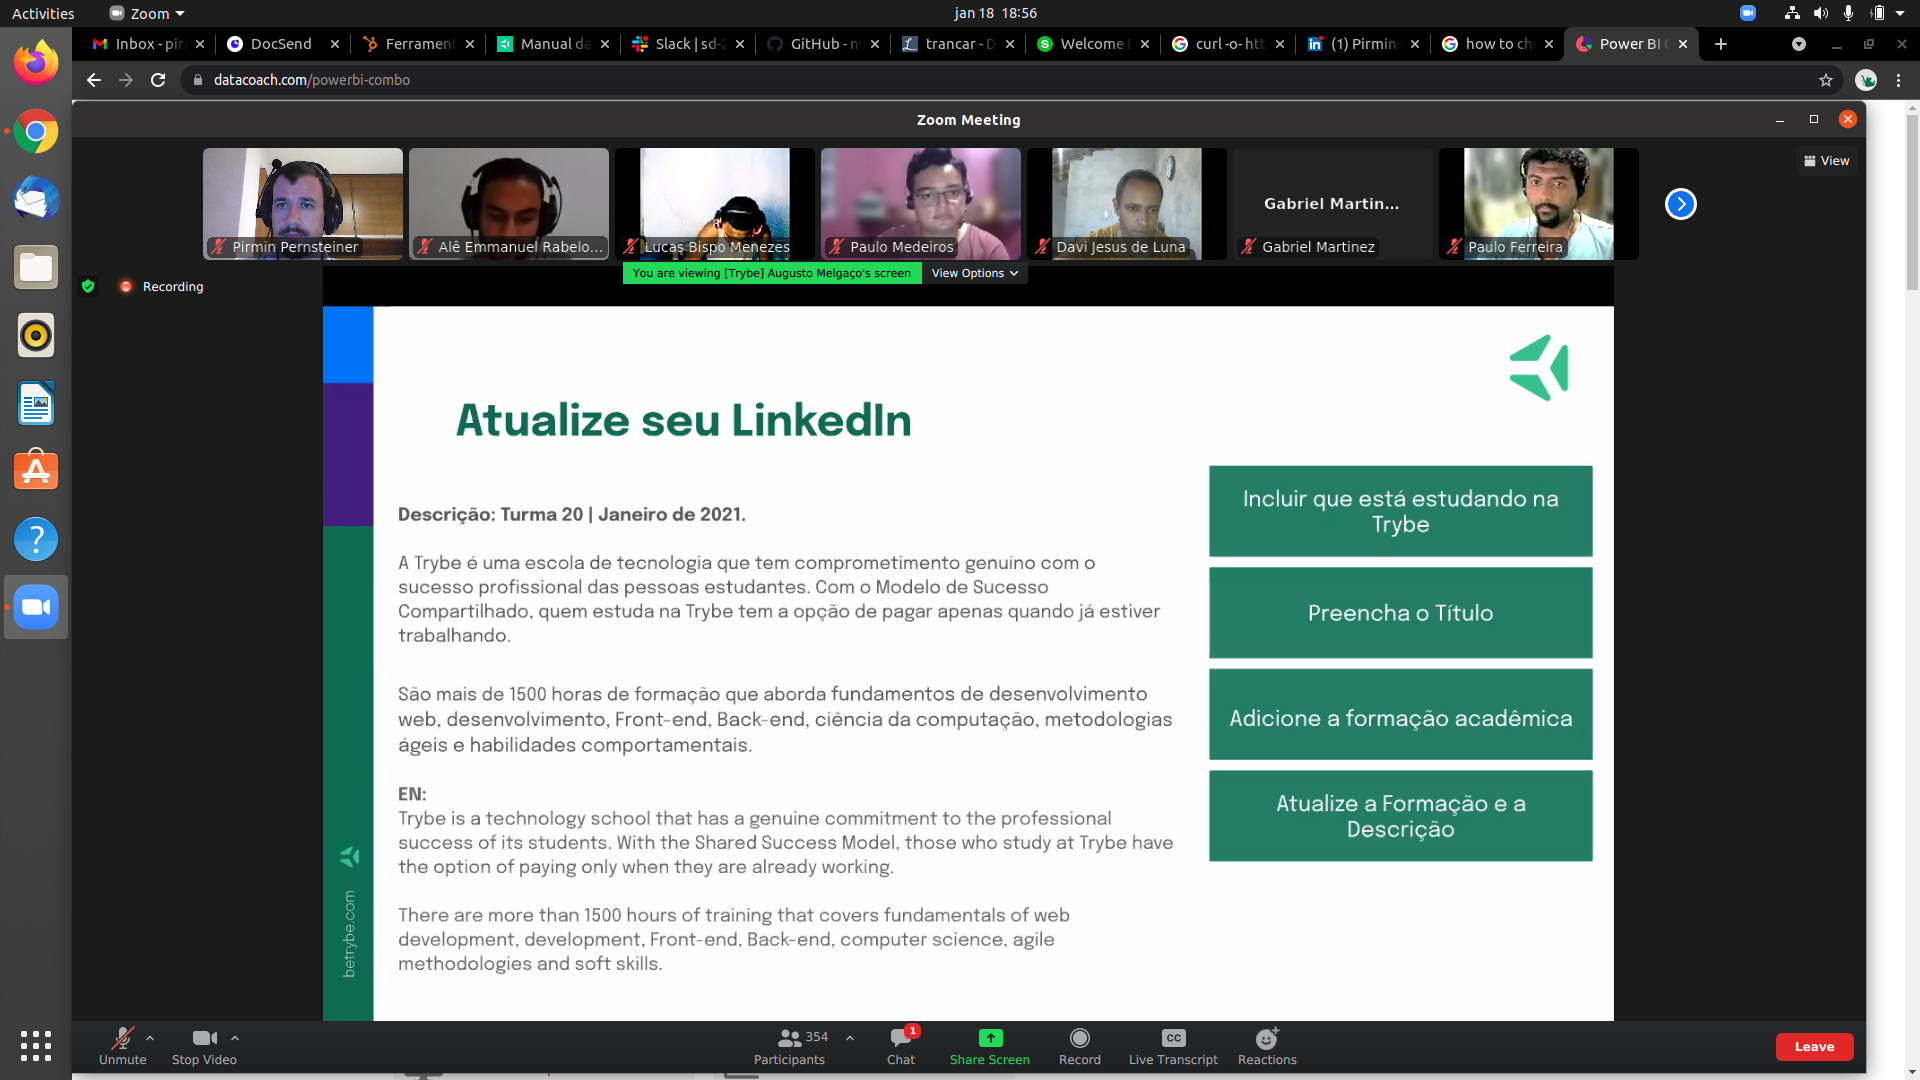 Activities
Zoom
jan 18 18:56
Inbox - pir
DocSend
Ferrament
Manual da
Slack | sd-
GitHub - n
trancar - D
Welcome
curl -o- htt
(1) Pirmin
how to ch
Power BI
datacoach.com/powerbi-combo
Zoom Meeting
View
Gabriel Martin...
Pirmin Pernsteiner
Alê Emmanuel Rabelo...
Lucas Bispo Menezes
Paulo Medeiros
Davi Jesus de Luna
Gabriel Martinez
Paulo Ferreira
You are viewing [Trybe] Augusto Melgaço's screen
View Options
Recording
Atualize seu LinkedIn
Descrição: Turma 20 | Janeiro de 2021.
A Trybe é uma escola de tecnologia que tem comprometimento genuíno com o
sucesso profissional das pessoas estudantes. Com o Modelo de Sucesso
Compartilhado, quem estuda na Trybe tem a opção de pagar apenas quando já estiver
trabalhando.
São mais de 1500 horas de formação que aborda fundamentos de desenvolvimento
web, desenvolvimento, Front-end, Back-end, ciência da computação, metodologias
ágeis e habilidades comportamentais.
EN:
Trybe is a technology school that has a genuine commitment to the professional
success of its students. With the Shared Success Model, those who study at Trybe have
the option of paying only when they are already working.
There are more than 1500 hours of training that covers fundamentals of web
development, development, Front-end, Back-end, computer science, agile
methodologies and soft skills.
Incluir que está estudando na
Trybe
Preencha o Título
Adicione a formação acadêmica
Atualize a Formação e a
Descrição
betrybe.com
Unmute
Stop Video
354
Participants
1
Chat
Share Screen
Record
CC
Live Transcript
Reactions
Leave